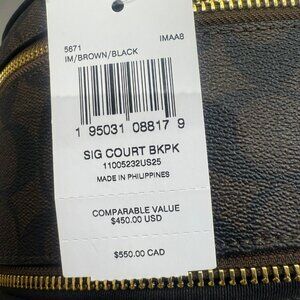 5671 IMAA8
IM/BROWN/BLACK
1 95031 08817 9
SIG COURT BKPK
11005232US25
MADE IN PHILIPPINES
COMPARABLE VALUE
$450.00 USD
$550.00 CAD